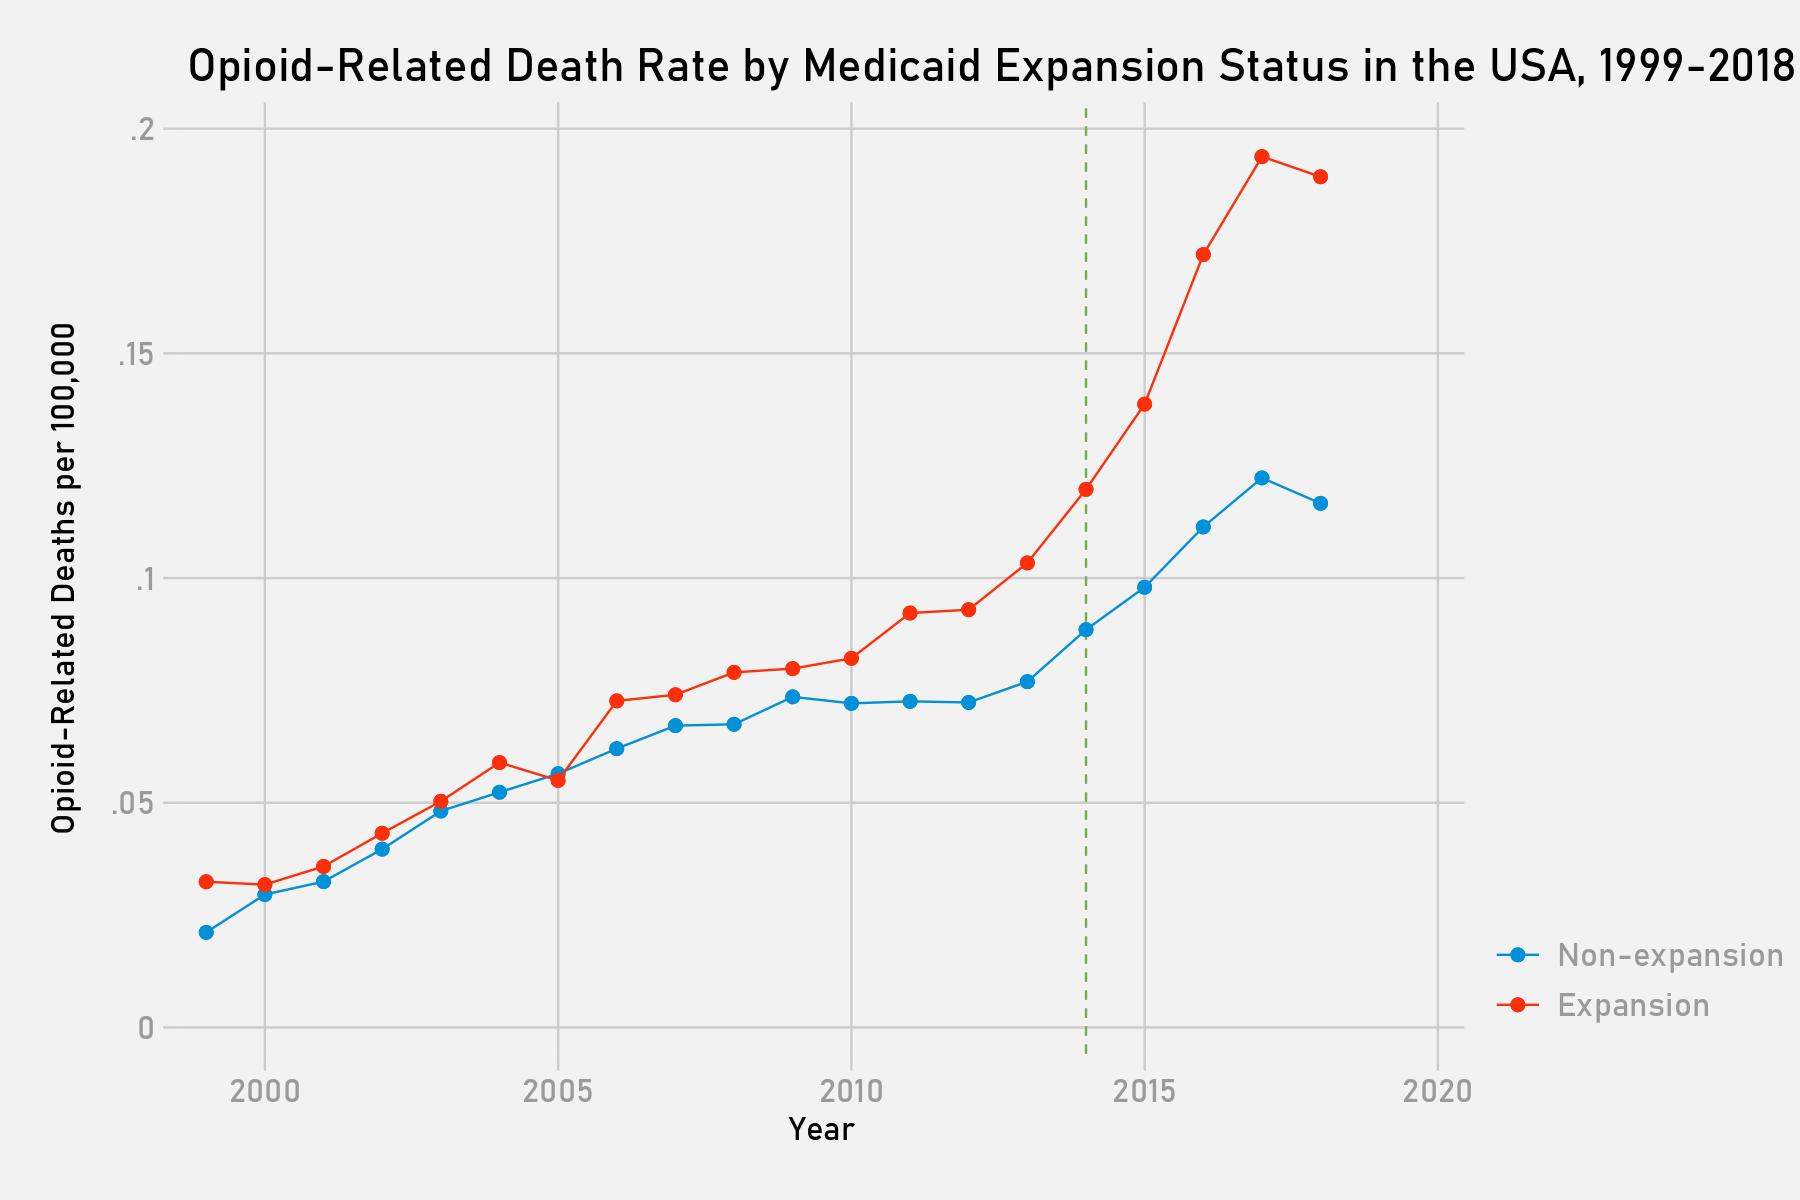 Opioid-Related Death Rate by Medicaid Expansion Status in the USA, 1999-2018
Opioid-Related Deaths per 100,000
.2
.15
.1
.05
0
2000 2005 2010 2015 2020
Year
Non-expansion
Expansion